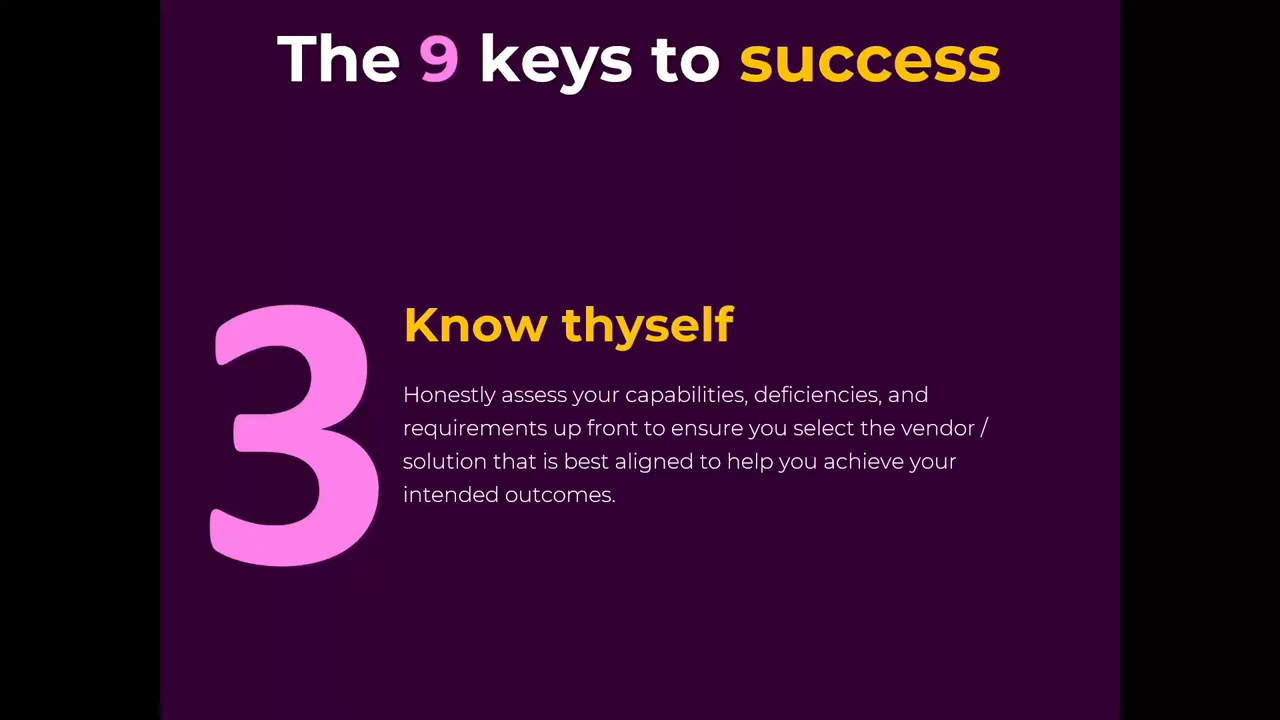 The 9 keys to success
3
Know thyself
Honestly assess your capabilities, deficiencies, and
requirements up front to ensure you select the vendor /
solution that is best aligned to help you achieve your
intended outcomes.